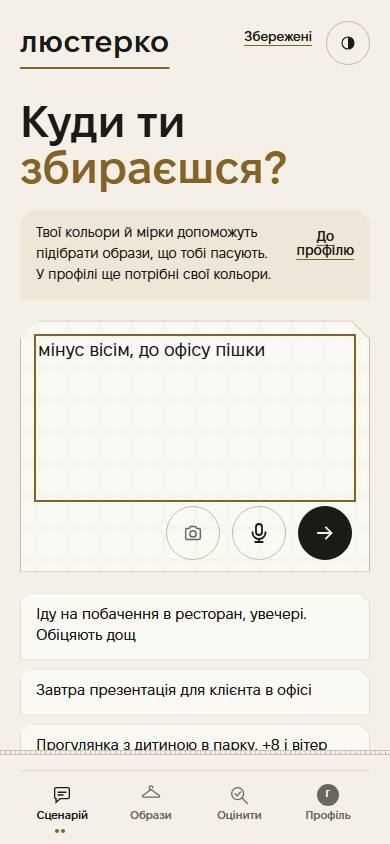 люстерко
Збережені
Куди ти
збираєшся?
Твої кольори й мірки допоможуть
підібрати образи, що тобі пасують.
У профілі ще потрібні свої кольори.
До
профілю
мінус вісім, до офісу пішки
Іду на побачення в ресторан, увечері.
Обіцяють дощ
Завтра презентація для клієнта в офісі
Прогулянка з дитиною в парку, +8 і вітер
Сценарій
Образи
Оцінити
Г
Профіль